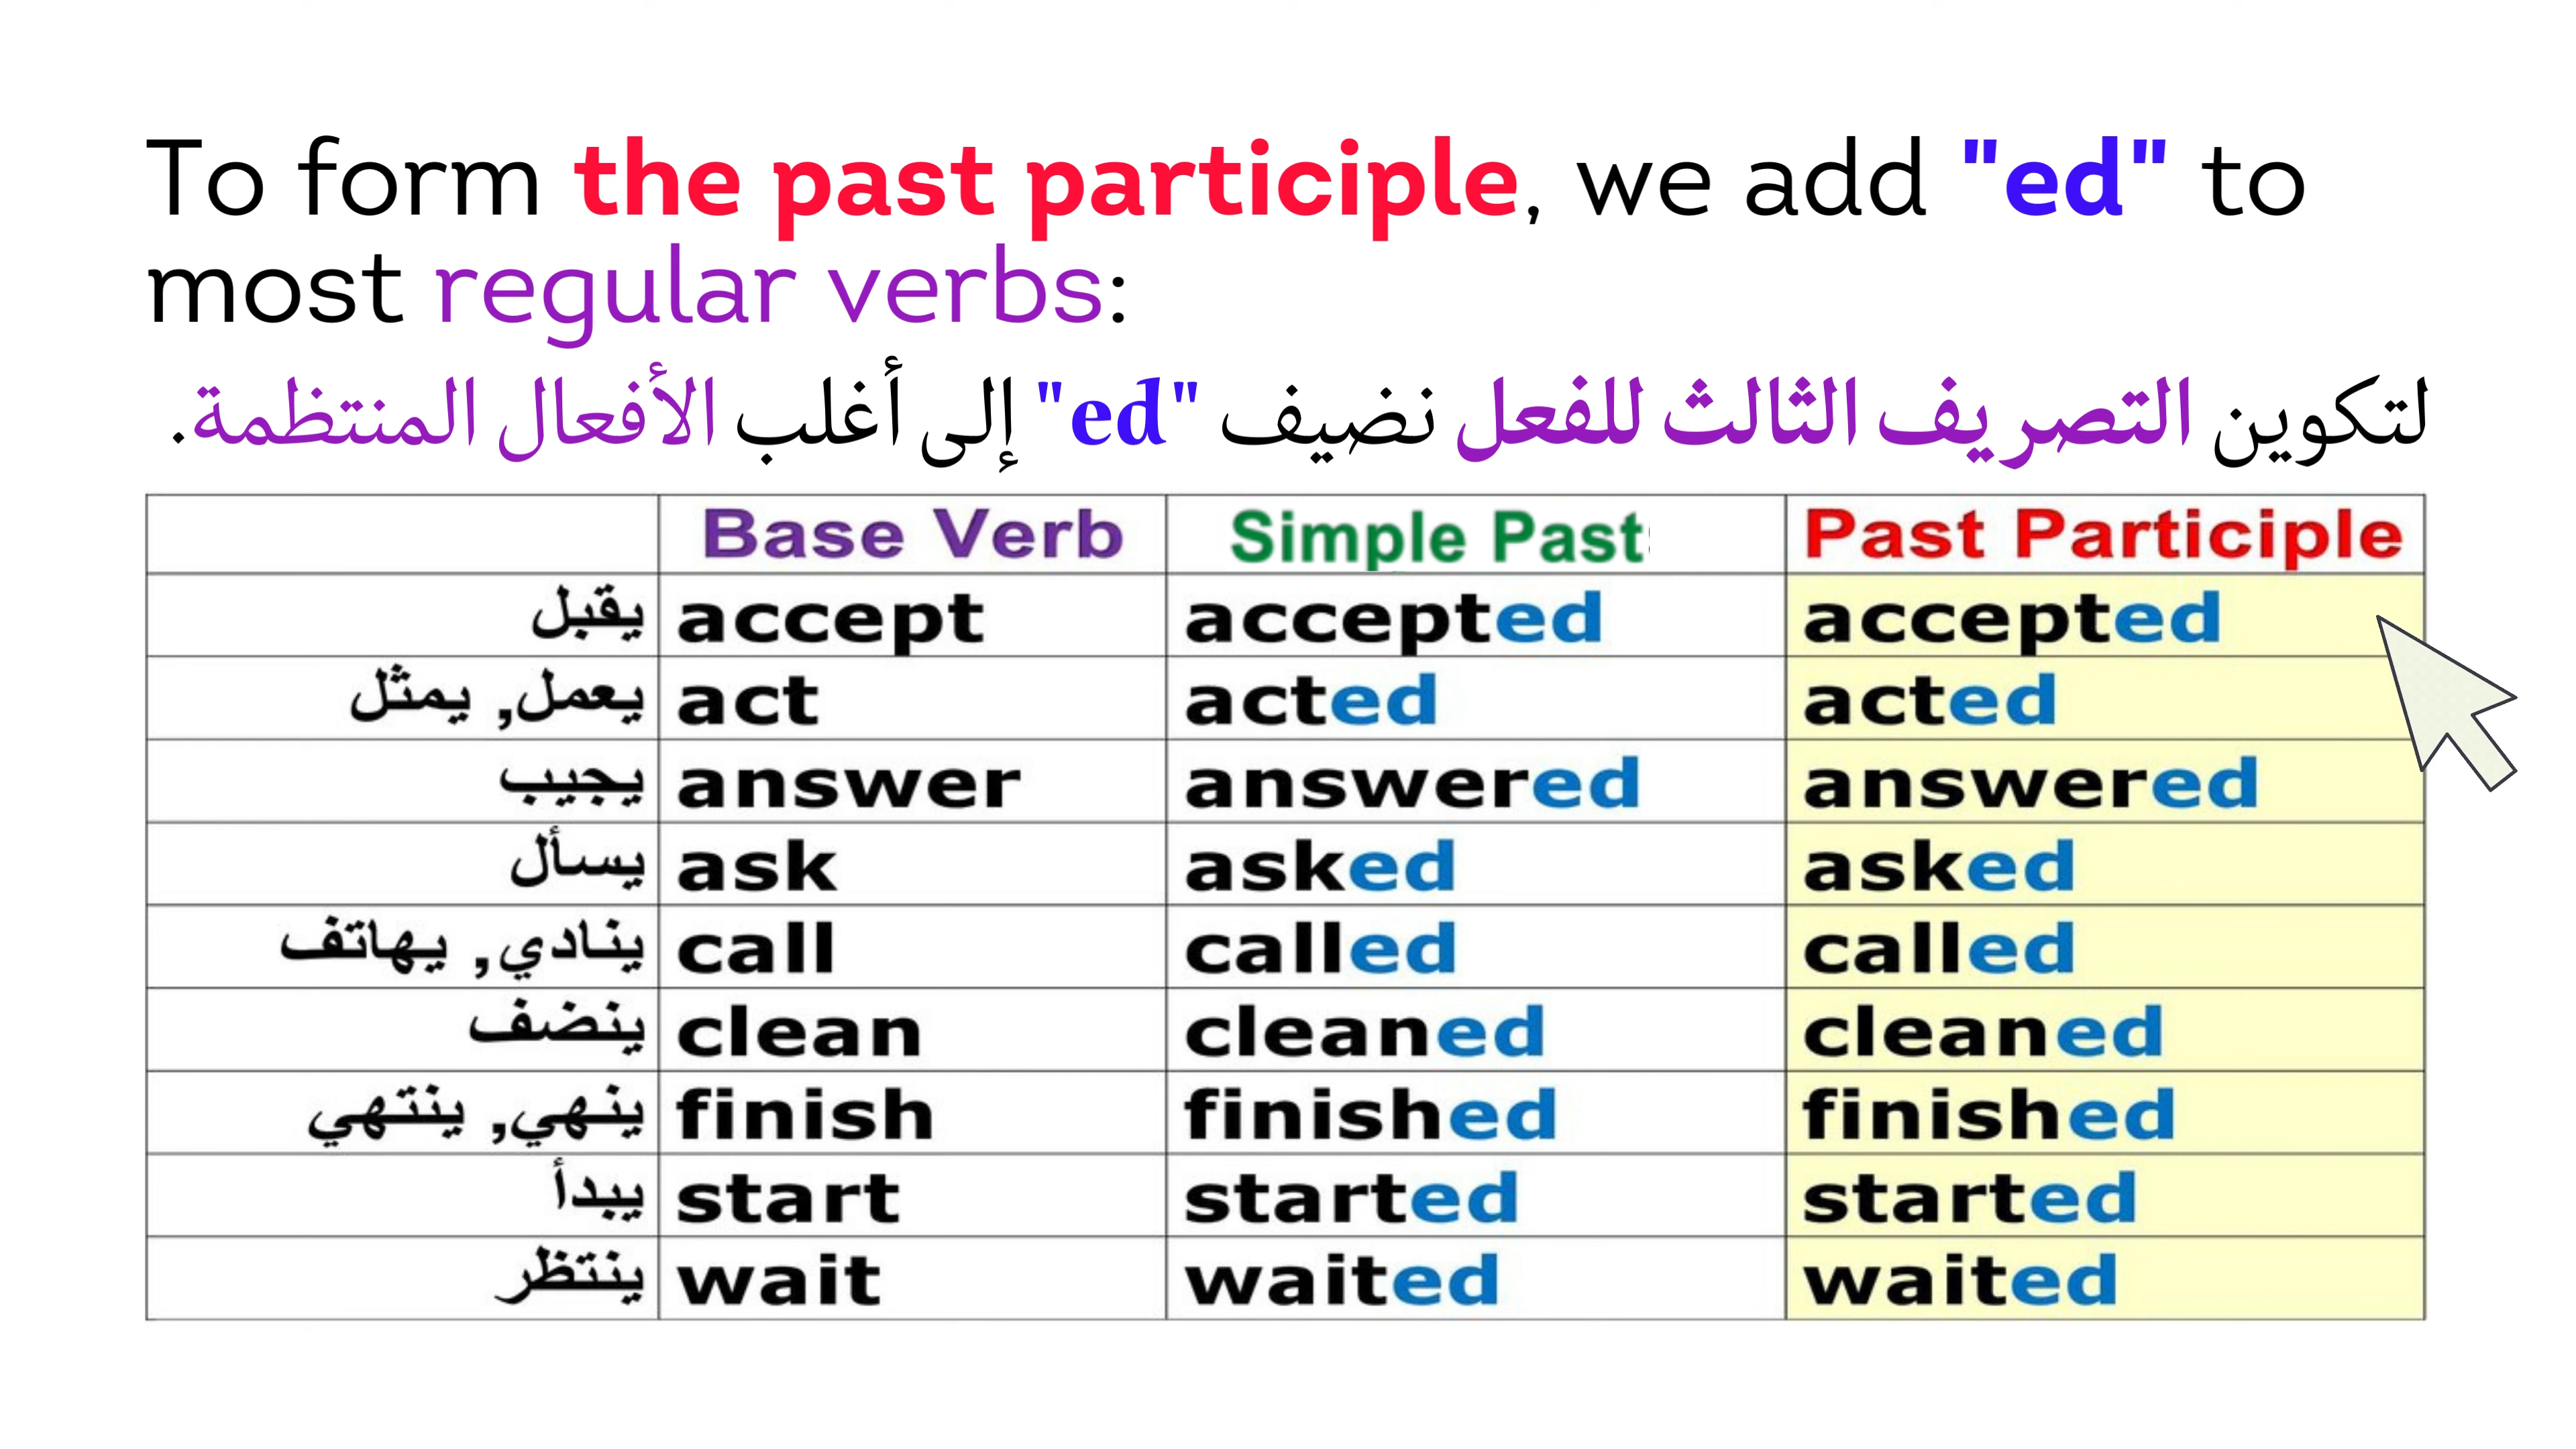 To form the past participle, we add "ed" to
most regular verbs:
لتكوين التصريف الثالث للفعل نضيف "ed" إلى أغلب الأفعال المنتظمة.
Base Verb Simple Past Past Participle
يقبل accept accepted accepted
يعمل, يمثل act acted acted
يجيب answer answered answered
يسأل ask asked asked
ينادي, يهاتف call called called
ينضف clean cleaned cleaned
ينهي, ينتهي finish finished finished
يبدأ start started started
ينتظر wait waited waited